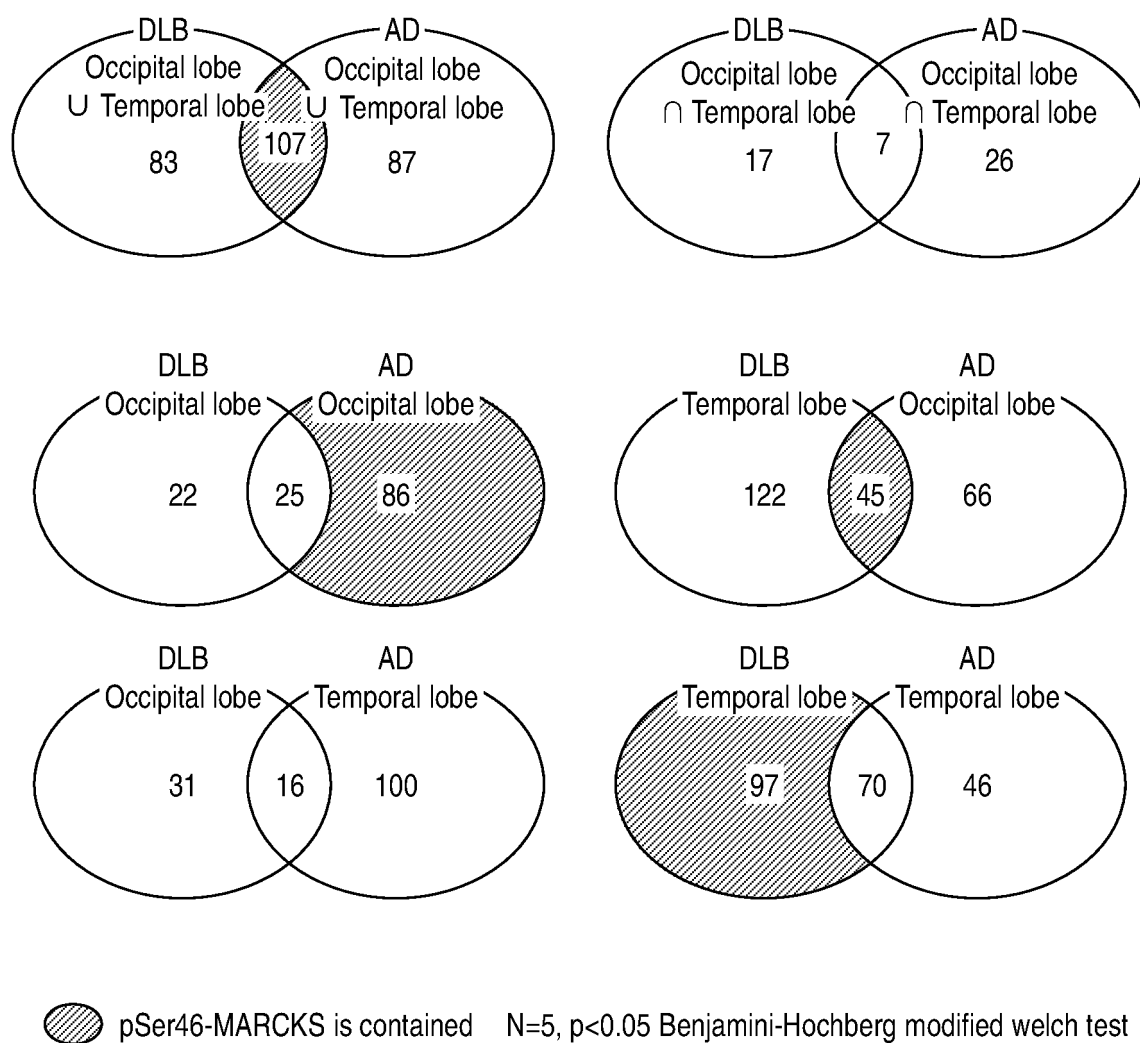 DLB
Occipital lobe
∪ Temporal lobe
83
107
AD
Occipital lobe
∪ Temporal lobe
87
DLB
Occipital lobe
∩ Temporal lobe
17
7
AD
Occipital lobe
∩ Temporal lobe
26
DLB
Occipital lobe
22
25
AD
Occipital lobe
86
DLB
Temporal lobe
122
45
AD
Occipital lobe
66
DLB
Occipital lobe
31
16
AD
Temporal lobe
100
DLB
Temporal lobe
97
70
AD
Temporal lobe
46
pSer46-MARCKS is contained N=5, p<0.05 Benjamini-Hochberg modified welch test